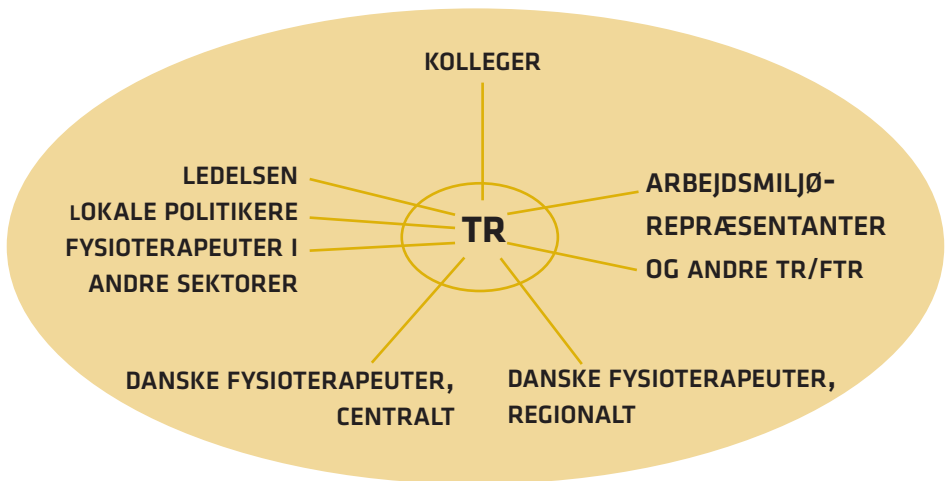 KOLLEGER
LEDELSEN
LOKALE POLITIKERE
FYSIOTERAPEUTER I
ANDRE SEKTORER
TR
ARBEJDSMILJØ-
REPRÆSENTANTER
OG ANDRE TR/FTR
DANSKE FYSIOTERAPEUTER,
CENTRALT
DANSKE FYSIOTERAPEUTER,
REGIONALT